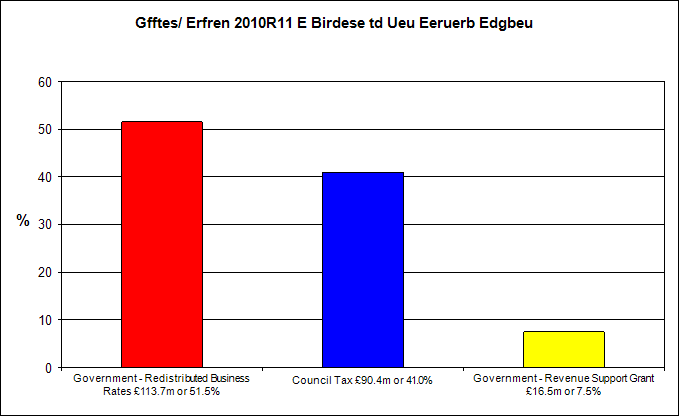 Gfftes/ Erfren 2010R11 E Birdese td Ueu Eeruerb Edgbeu
60
50
40
%
30
20
10
0
Government - Redistributed Business
Rates £113.7m or 51.5%
Council Tax £90.4m or 41.0%
Government - Revenue Support Grant
£16.5m or 7.5%